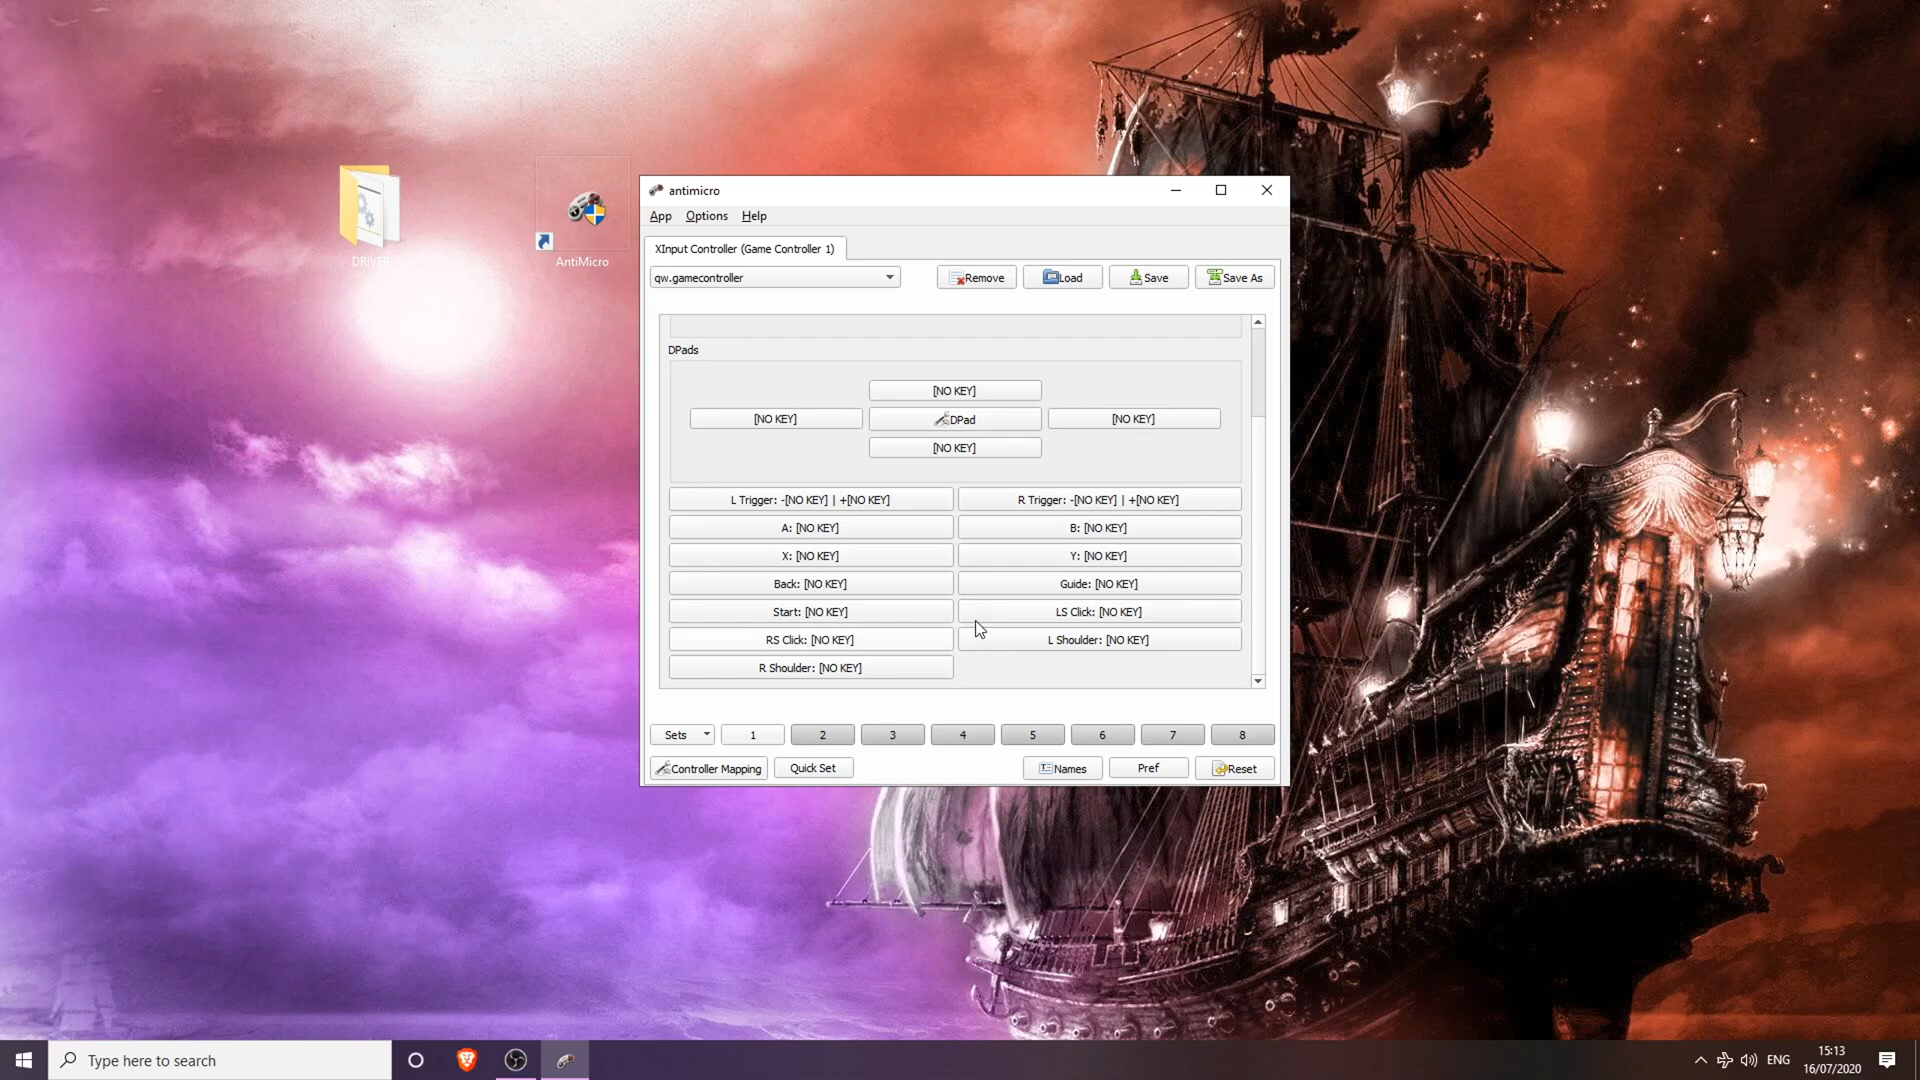 DRIVER
AntiMicro
antimicro
App Options Help
XInput Controller (Game Controller 1)
qw.gamecontroller
Remove
Load
Save
Save As
DPads
[NO KEY]
[NO KEY]
DPad
[NO KEY]
[NO KEY]
L Trigger: -[NO KEY] | +[NO KEY]
R Trigger: -[NO KEY] | +[NO KEY]
A: [NO KEY]
B: [NO KEY]
X: [NO KEY]
Y: [NO KEY]
Back: [NO KEY]
Guide: [NO KEY]
Start: [NO KEY]
LS Click: [NO KEY]
RS Click: [NO KEY]
L Shoulder: [NO KEY]
R Shoulder: [NO KEY]
Sets 1 2 3 4 5 6 7 8
Controller Mapping
Quick Set
Names
Pref
Reset
Type here to search
ENG
15:13
16/07/2020